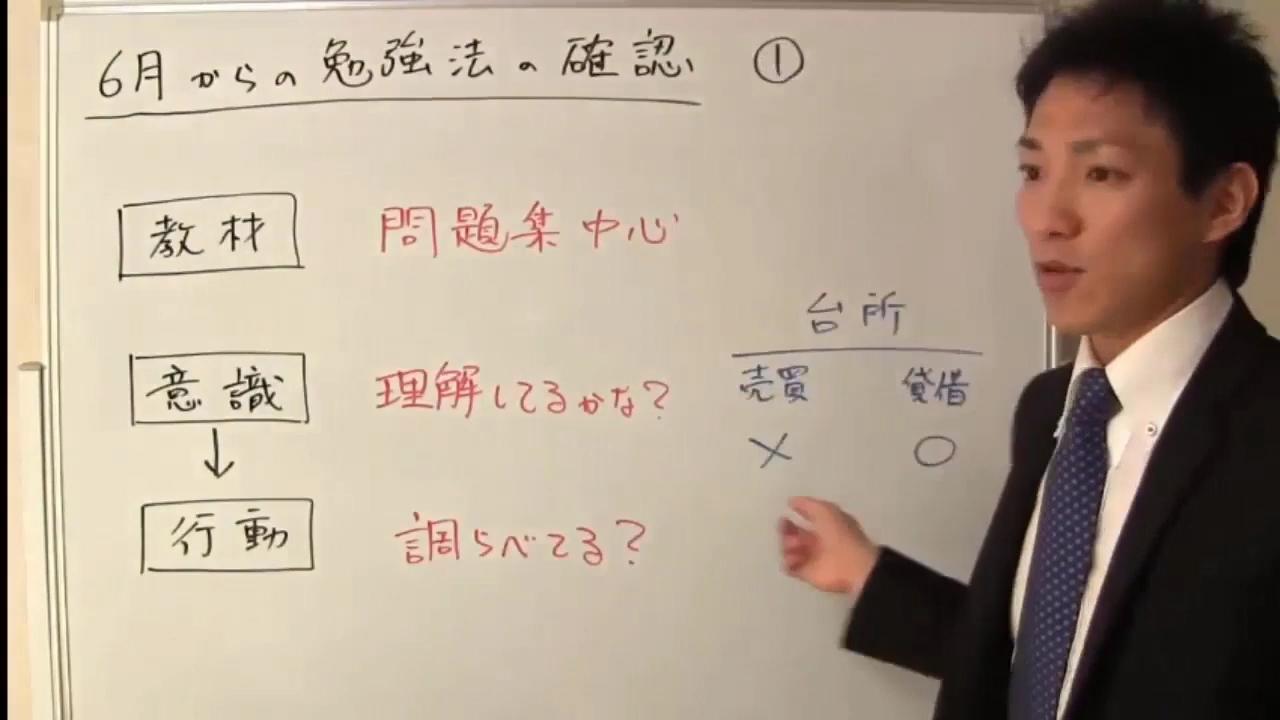 6月からの勉強法の確認 ①
教材 問題集中心
意識 理解してるかな?
行動 調らべてる?
台所
売買 貸借
× ○